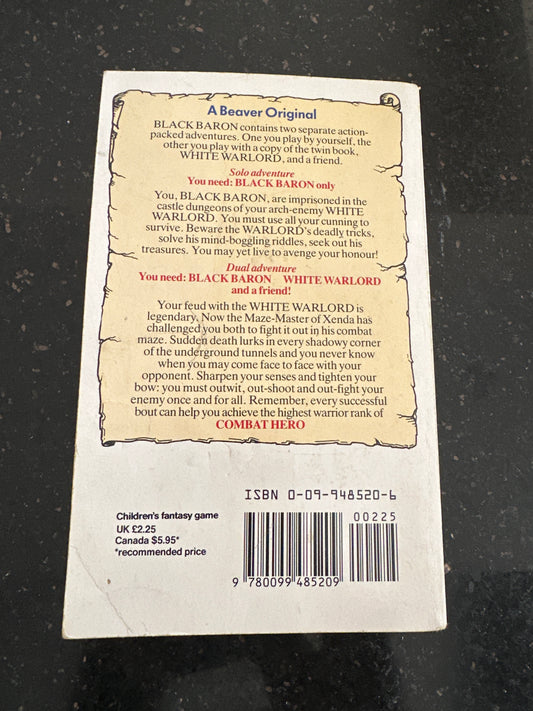 A Beaver Original
BLACK BARON contains two separate action-
packed adventures. One you play by yourself, the
other you play with a copy of the twin book,
WHITE WARLORD, and a friend.
Solo adventure
You need: BLACK BARON only
You, BLACK BARON, are imprisoned in the
castle dungeons of your arch-enemy WHITE
WARLORD. You must use all your cunning to
survive. Beware the WARLORD's deadly tricks,
solve his mind-boggling riddles, seek out his
treasures. You may yet live to avenge your honour!
Dual adventure
You need: BLACK BARON WHITE WARLORD
and a friend!
Your feud with the WHITE WARLORD is
legendary. Now the Maze-Master of Xenda has
challenged you both to fight it out in his combat
maze. Sudden death lurks in every shadowy corner
of the underground tunnels and you never know
when you may come face to face with your
opponent. Sharpen your senses and tighten your
bow: you must outwit, out-shoot and out-fight your
enemy once and for all. Remember, every successful
bout can help you achieve the highest warrior rank of
COMBAT HERO
ISBN 0-09-948520-6
00225
Children's fantasy game
UK £2.25
Canada $5.95*
*recommended price
9 780099 485209